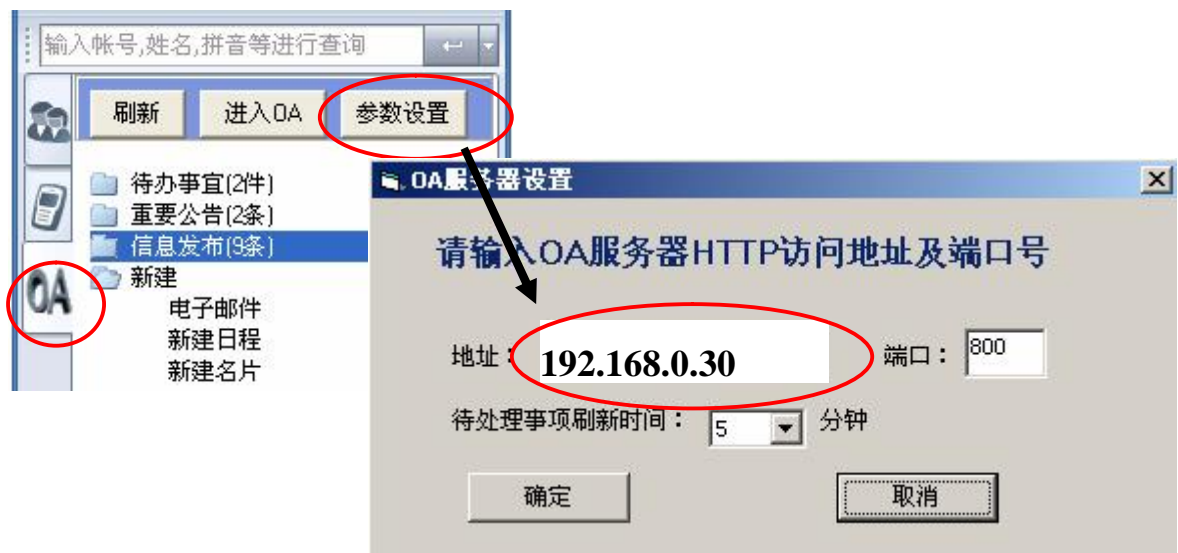 输入帐号,姓名,拼音等进行查询
刷新 进入OA 参数设置
待办事宜(2件)
重要公告(2条)
信息发布(9条)
新建
电子邮件
新建日程
新建名片
OA
OA服务器设置
请输入OA服务器HTTP访问地址及端口号
地址： 192.168.0.30 端口： 800
待处理事项刷新时间： 5 分钟
确定 取消